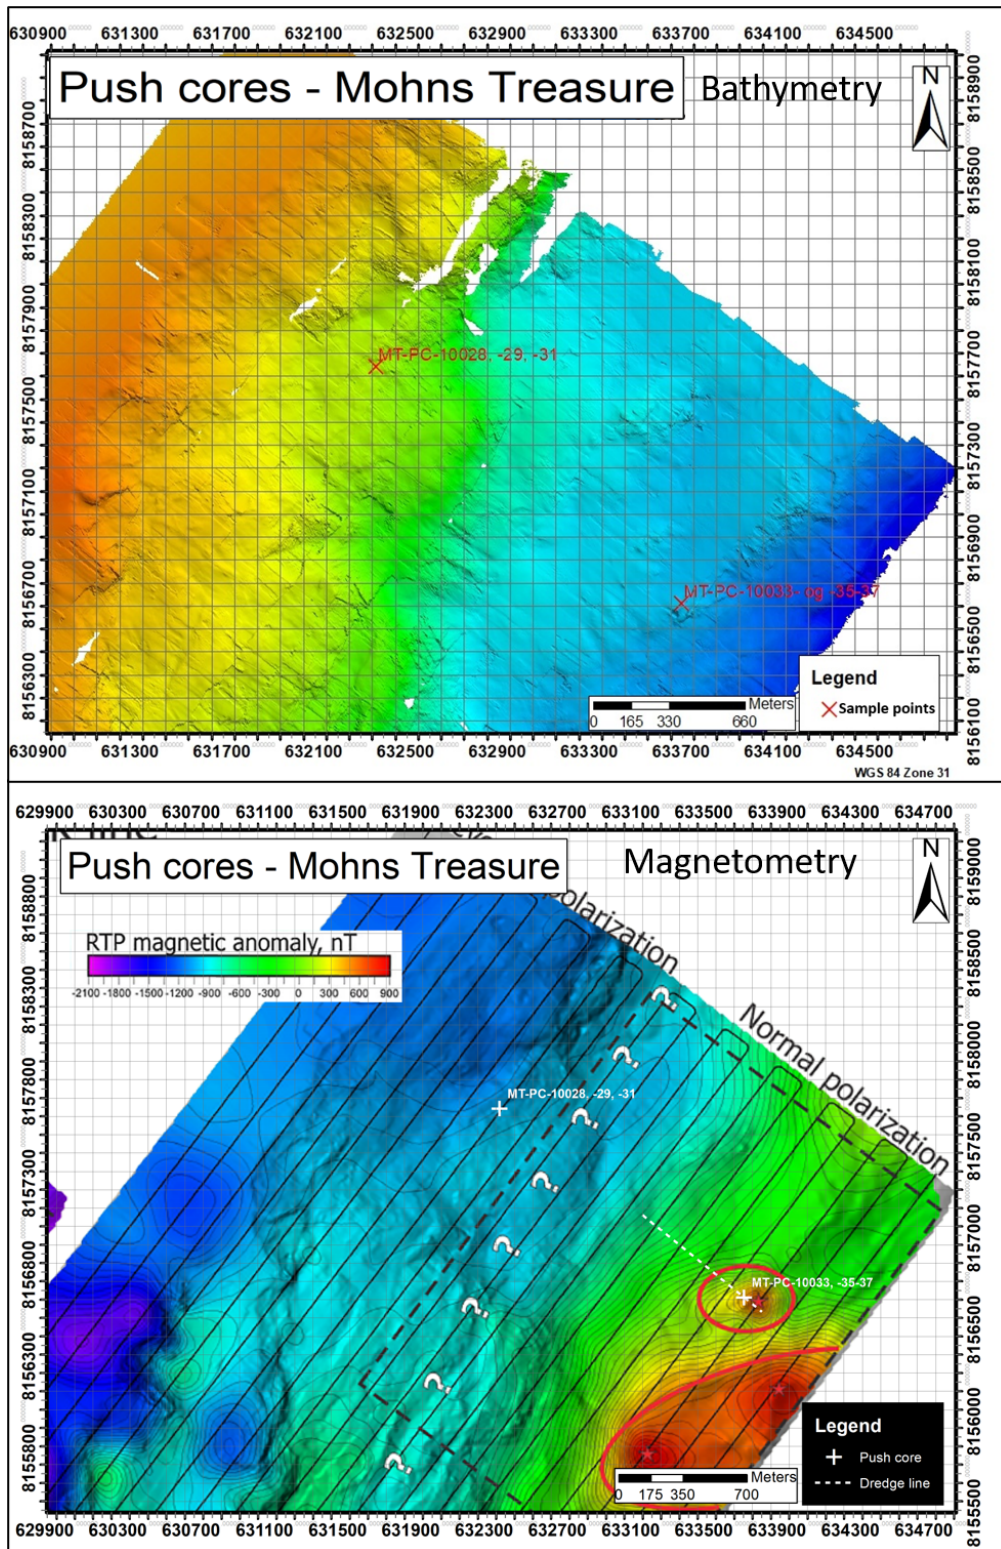 630900 631300 631700 632100 632500 632900 633300 633700 634100 634500
Push cores - Mohns Treasure
Bathymetry
N
8158700
8158300
8157900
8157500
8157100
8156700
8156300
8158900
8158500
8158100
8157700
8157300
8156900
8156500
8156100
MT-PC-10028, -29, -31
MT-PC-10033- og -35-37
Legend
Sample points
Meters
0 165 330 660
630900 631300 631700 632100 632500 632900 633300 633700 634100 634500
WGS 84 Zone 31
629900 630300 630700 631100 631500 631900 632300 632700 633100 633500 633900 634300 634700
Push cores - Mohns Treasure
Magnetometry
N
polarization
Normal polarization
RTP magnetic anomaly, nT
-2100 -1800 -1500 -1200 -900 -600 -300 0 300 600 900
8158800
8158300
8157800
8157300
8156800
8156300
8155800
8159000
8158500
8158000
8157500
8157000
8156500
8156000
8155500
?
?
?
?
?
?
?
?
MT-PC-10028, -29, -31
MT-PC-10033, -35-37
Legend
Push core
Dredge line
Meters
0 175 350 700
629900 630300 630700 631100 631500 631900 632300 632700 633100 633500 633900 634300 634700